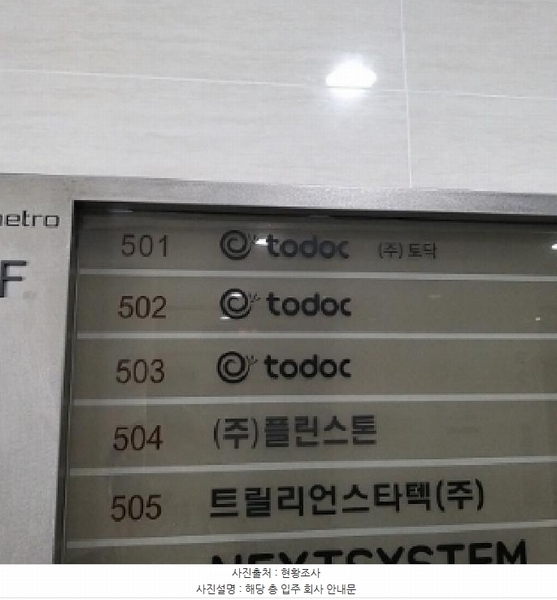 netro
F
501 todoc (주) 토닥
502 todoc
503 todoc
504 (주)플린스톤
505 트릴리언스타텍(주)
NEXTSYSTEM
사진출처 : 현황조사
사진설명 : 해당 층 입주 회사 안내문